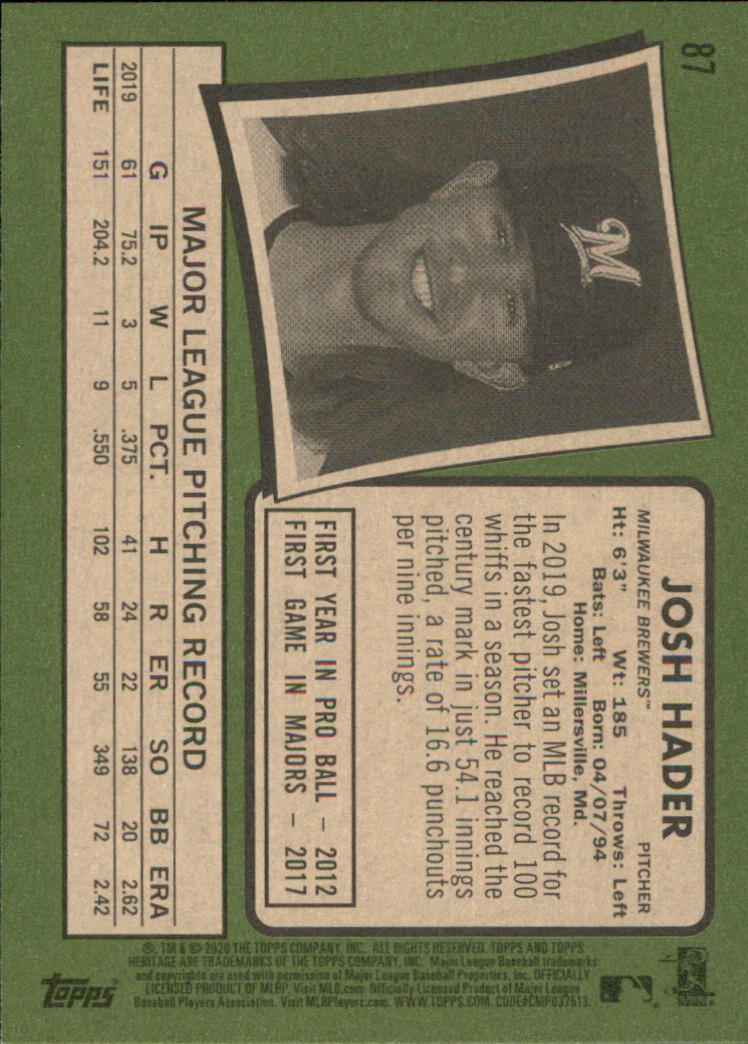 87
JOSH HADER
MILWAUKEE BREWERS™ PITCHER
Ht: 6'3" Wt: 185 Throws: Left
Bats: Left Born: 04/07/94
Home: Millersville, Md.
In 2019, Josh set an MLB record for
the fastest pitcher to record 100
whiffs in a season. He reached the
century mark in just 54.1 innings
pitched, a rate of 16.6 punchouts
per nine innings.
FIRST YEAR IN PRO BALL – 2012
FIRST GAME IN MAJORS – 2017
M
MAJOR LEAGUE PITCHING RECORD
G IP W L PCT. H R ER SO BB ERA
2019 61 75.2 3 5 .375 41 24 22 138 20 2.62
LIFE 151 204.2 11 9 .550 102 58 55 349 72 2.42
®, TM & © 2020 THE TOPPS COMPANY, INC. ALL RIGHTS RESERVED. TOPPS AND TOPPS
HERITAGE ARE TRADEMARKS OF THE TOPPS COMPANY, INC. Major League Baseball trademarks
and copyrights are used with permission of Major League Baseball Properties, Inc. OFFICIALLY
LICENSED PRODUCT OF MLBP. Visit MLB.com. Officially Licensed Product of Major League
Baseball Players Association. Visit MLBPlayers.com. WWW.TOPPS.COM. CODE#CMP037513.
topps